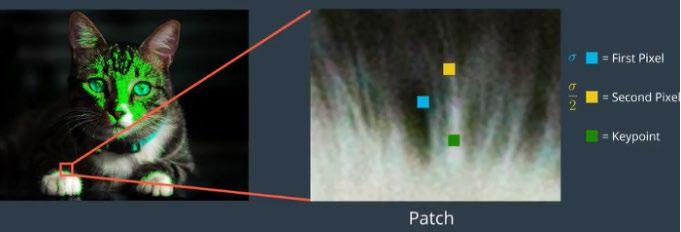 σ = First Pixel
σ/2 = Second Pixel
= Keypoint
Patch